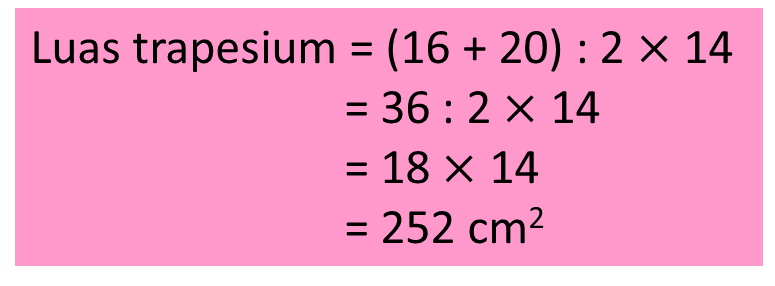 Luas trapesium = (16 + 20) : 2 × 14
= 36 : 2 × 14
= 18 × 14
= 252 cm²